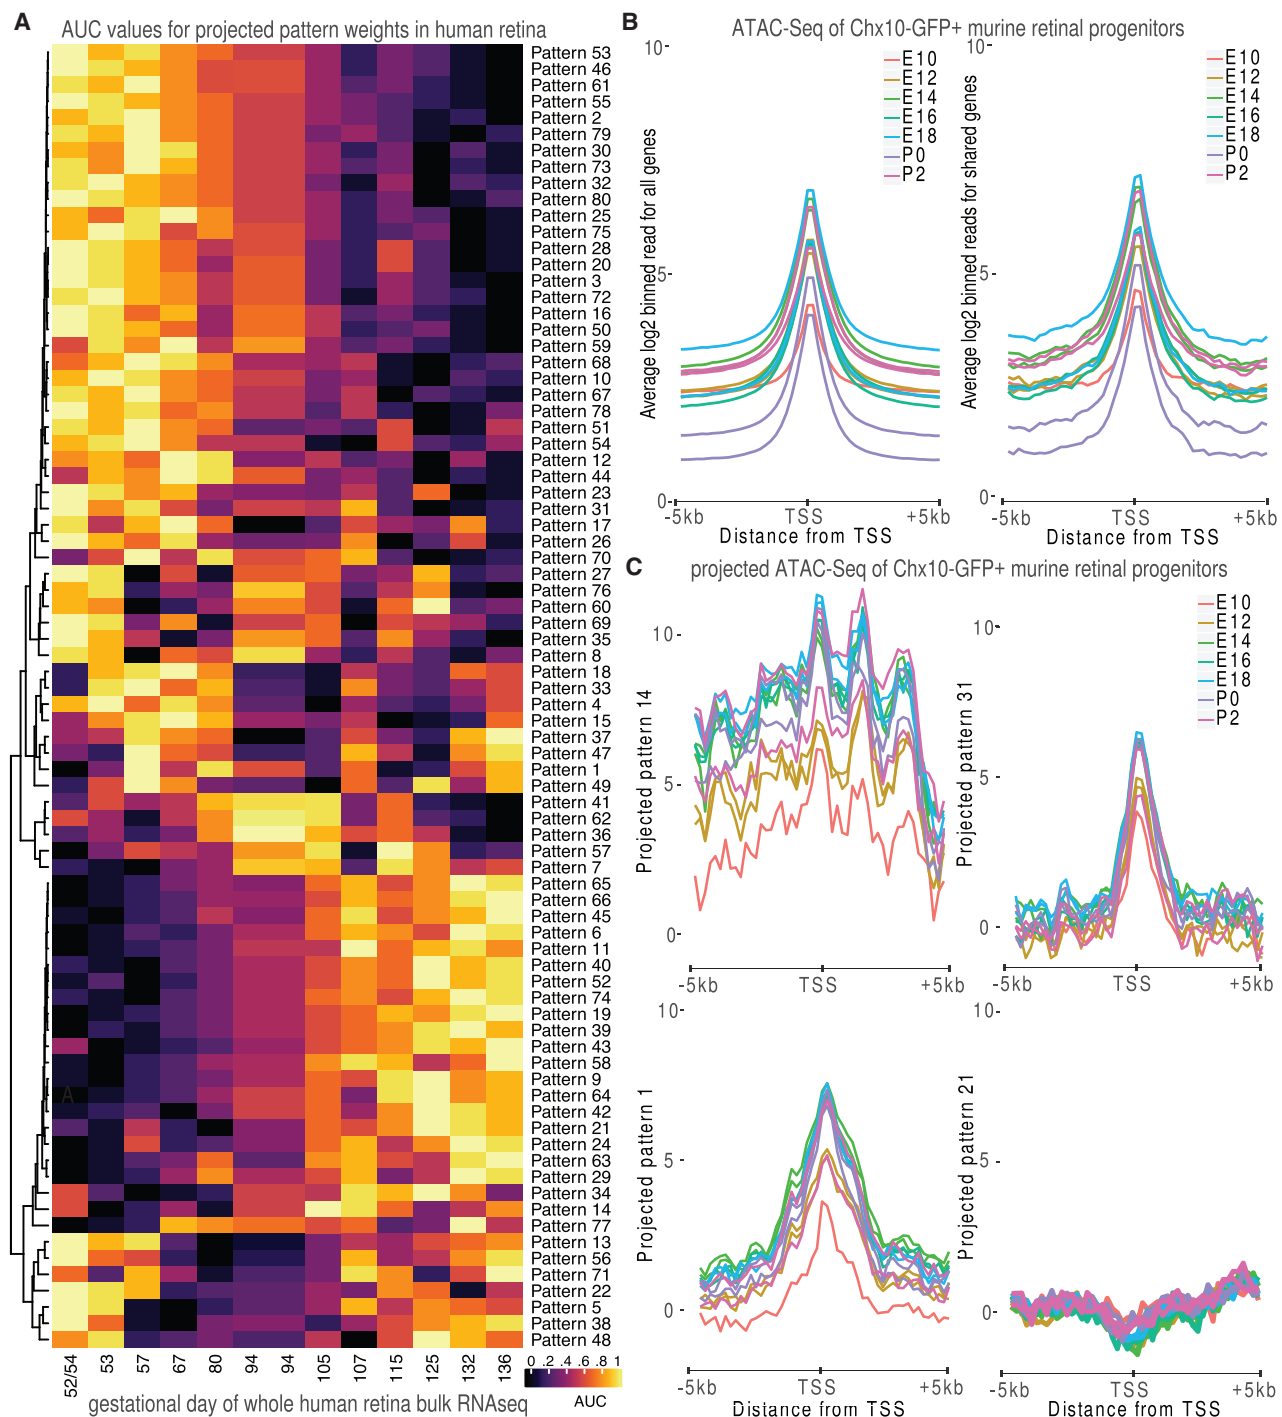 A
AUC values for projected pattern weights in human retina
Pattern 53
Pattern 46
Pattern 61
Pattern 55
Pattern 2
Pattern 79
Pattern 30
Pattern 73
Pattern 32
Pattern 80
Pattern 25
Pattern 75
Pattern 28
Pattern 20
Pattern 3
Pattern 72
Pattern 16
Pattern 50
Pattern 59
Pattern 68
Pattern 10
Pattern 67
Pattern 78
Pattern 51
Pattern 54
Pattern 12
Pattern 44
Pattern 23
Pattern 31
Pattern 17
Pattern 26
Pattern 70
Pattern 27
Pattern 76
Pattern 60
Pattern 69
Pattern 35
Pattern 8
Pattern 18
Pattern 33
Pattern 4
Pattern 15
Pattern 37
Pattern 47
Pattern 1
Pattern 49
Pattern 41
Pattern 62
Pattern 36
Pattern 57
Pattern 7
Pattern 65
Pattern 66
Pattern 45
Pattern 6
Pattern 11
Pattern 40
Pattern 52
Pattern 74
Pattern 19
Pattern 39
Pattern 43
Pattern 58
Pattern 9
Pattern 64
Pattern 42
Pattern 21
Pattern 24
Pattern 63
Pattern 29
Pattern 34
Pattern 14
Pattern 77
Pattern 13
Pattern 56
Pattern 71
Pattern 22
Pattern 5
Pattern 38
Pattern 48
A
52/54 53 57 67 80 94 94 105 107 115 125 132 136
gestational day of whole human retina bulk RNAseq
0 .2 .4 .6 .8 1
AUC
B
ATAC-Seq of Chx10-GFP+ murine retinal progenitors
Average log2 binned read for all genes
10-
5-
0-
E10
E12
E14
E16
E18
P0
P2
-5kb TSS +5kb
Distance from TSS
Average log2 binned reads for shared genes
10-
5-
0-
E10
E12
E14
E16
E18
P0
P2
-5kb TSS +5kb
Distance from TSS
C
projected ATAC-Seq of Chx10-GFP+ murine retinal progenitors
Projected pattern 14
10-
5-
0-
-5kb TSS +5kb
Projected pattern 31
10-
5-
0-
E10
E12
E14
E16
E18
P0
P2
-5kb TSS +5kb
Projected pattern 1
10-
5-
0-
-5kb TSS +5kb
Distance from TSS
Projected pattern 21
10-
5-
0-
-5kb TSS +5kb
Distance from TSS